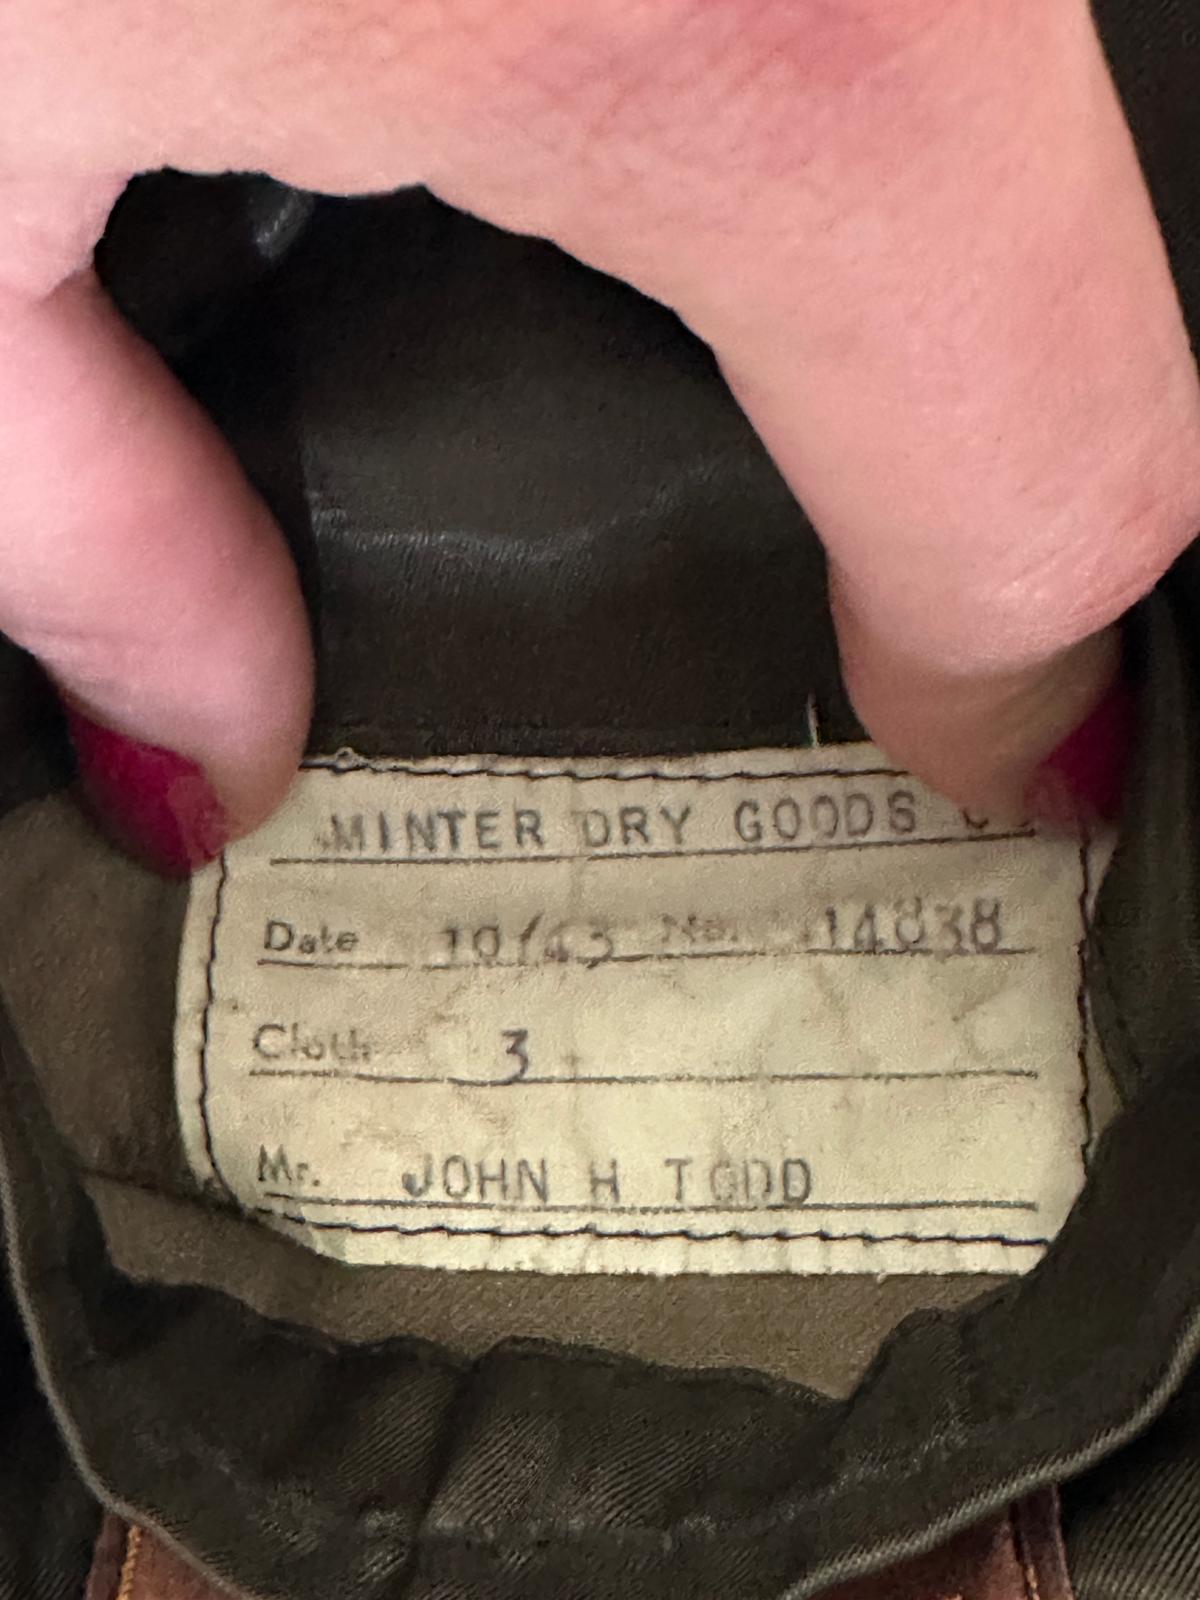 MINTER DRY GOODS
Date 10/43 No. 14838
Cloth 3
Mr. JOHN H TODD